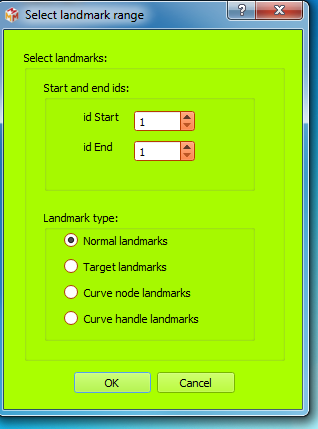 Select landmark range
Select landmarks:
Start and end ids:
id Start 1
id End 1
Landmark type:
Normal landmarks
Target landmarks
Curve node landmarks
Curve handle landmarks
OK Cancel